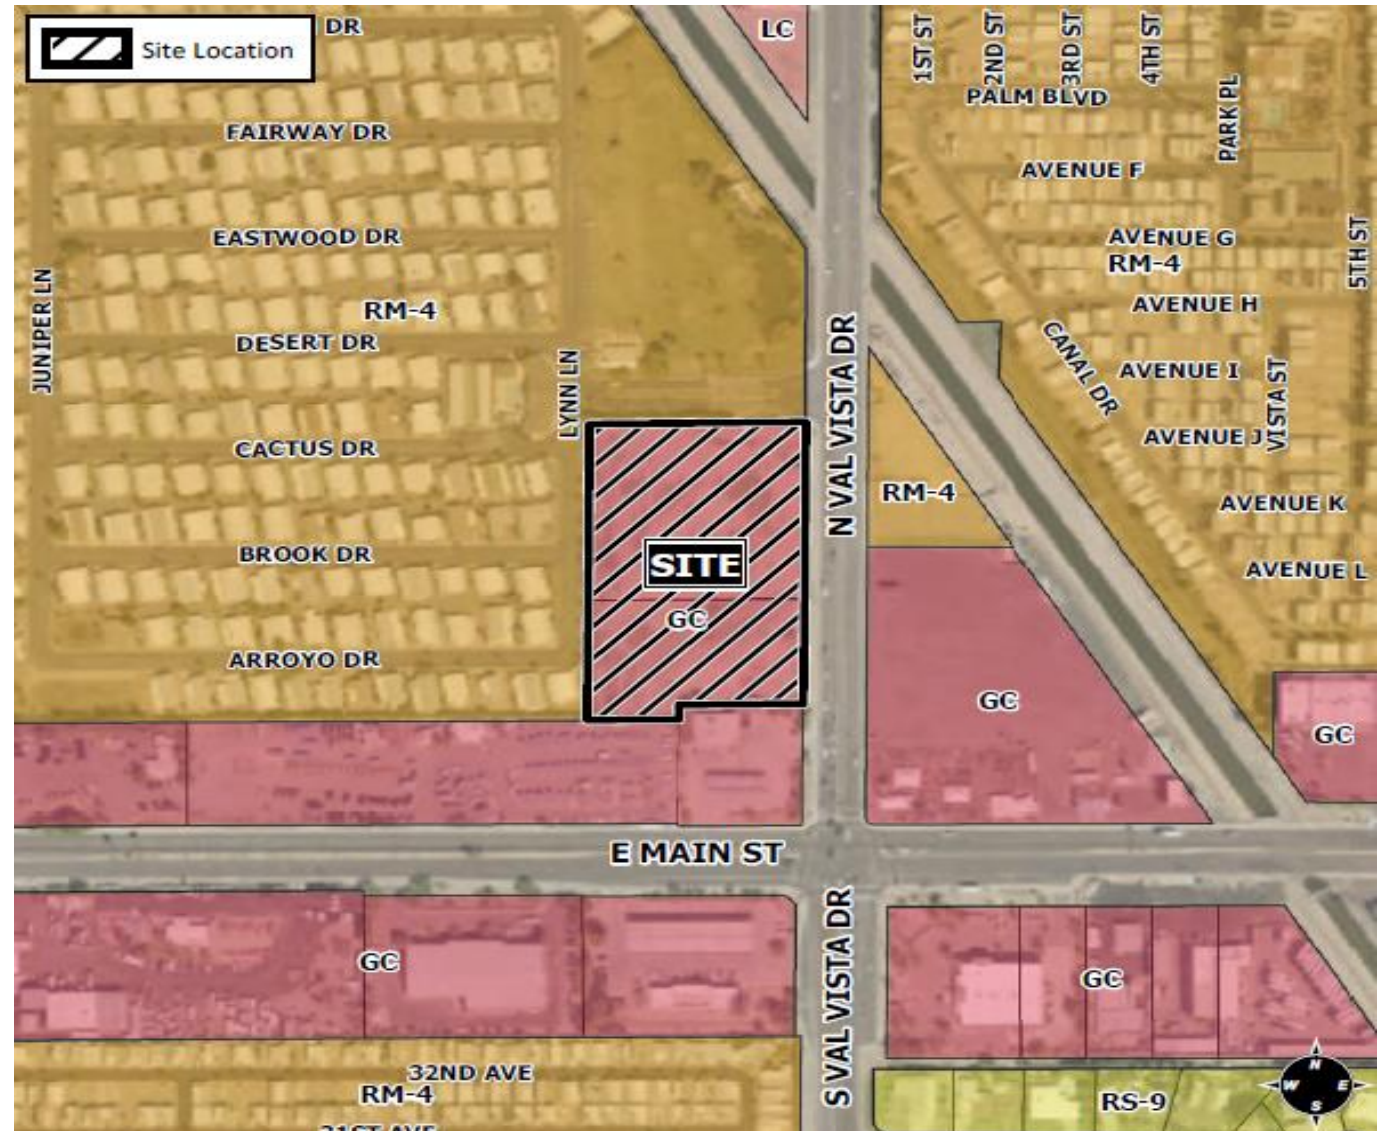 DR
Site Location
LC
1ST ST
2ND ST
3RD ST
4TH ST
PALM BLVD
PARK PL
FAIRWAY DR
AVENUE F
EASTWOOD DR
AVENUE G
RM-4
5TH ST
JUNIPER LN
RM-4
AVENUE H
DESERT DR
CANAL DR
AVENUE I
LYNN LN
N VAL VISTA DR
VISTA ST
CACTUS DR
AVENUE J
RM-4
AVENUE K
BROOK DR
SITE
AVENUE L
GC
ARROYO DR
GC
GC
E MAIN ST
S VAL VISTA DR
GC
GC
N
W E
S
32ND AVE
RM-4
RS-9
31ST AVE